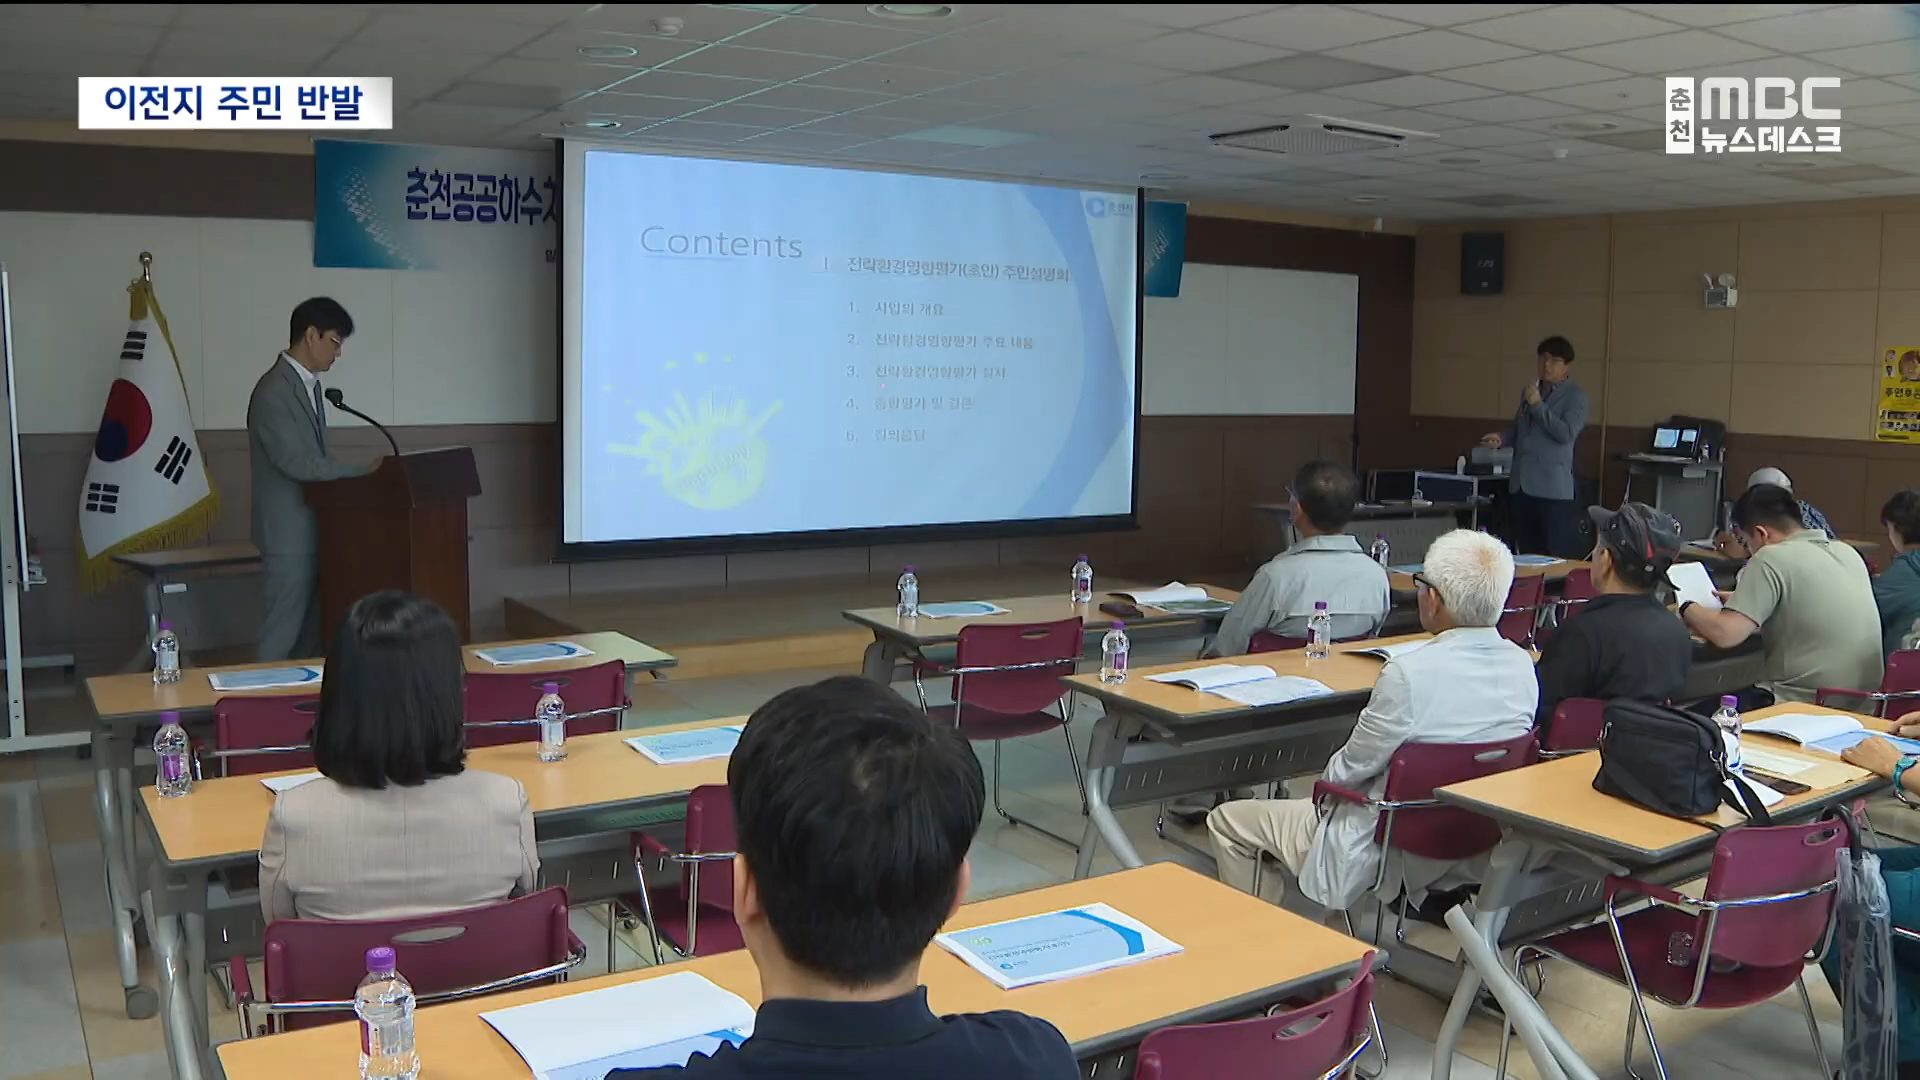 이전지 주민 반발
춘천
MBC
뉴스데스크
춘천공공하수처
Contents
전략환경영향평가(초안) 주민설명회
1. 사업의 개요
2. 전략환경영향평가 주요 내용
3. 전략환경영향평가 절차
4. 종합평가 및 결론
6. 질의응답